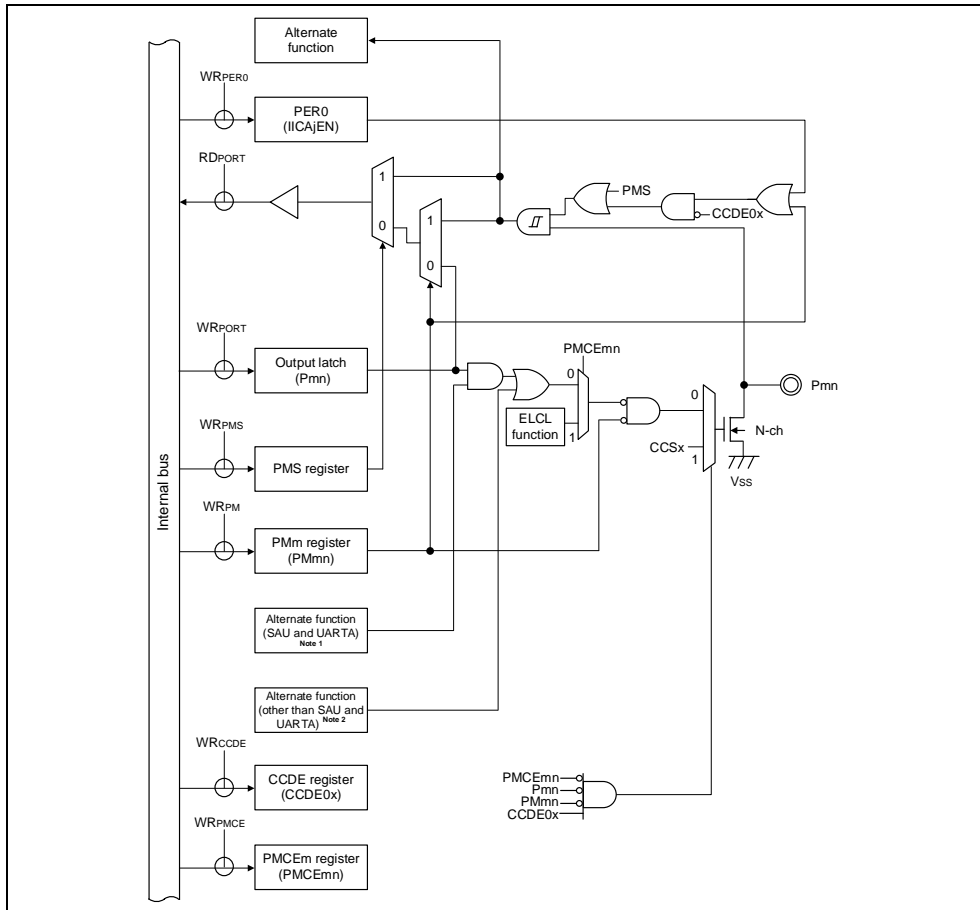 Alternate
function
WRPER0
PER0
(IICAjEN)
RDPORT
1
0
1
0
PMS
CCDE0x
WRPORT
Output latch
(Pmn)
PMCEmn
0
ELCL
function
1
0
CCSx
1
Pmn
N-ch
VSS
WRPMS
PMS register
Internal bus
WRPM
PMm register
(PMmn)
Alternate function
(SAU and UARTA)
Note 1
Alternate function
(other than SAU and
UARTA) Note 2
WRCCDE
CCDE register
(CCDE0x)
PMCEmn
Pmn
PMmn
CCDE0x
WRPMCE
PMCEm register
(PMCEmn)